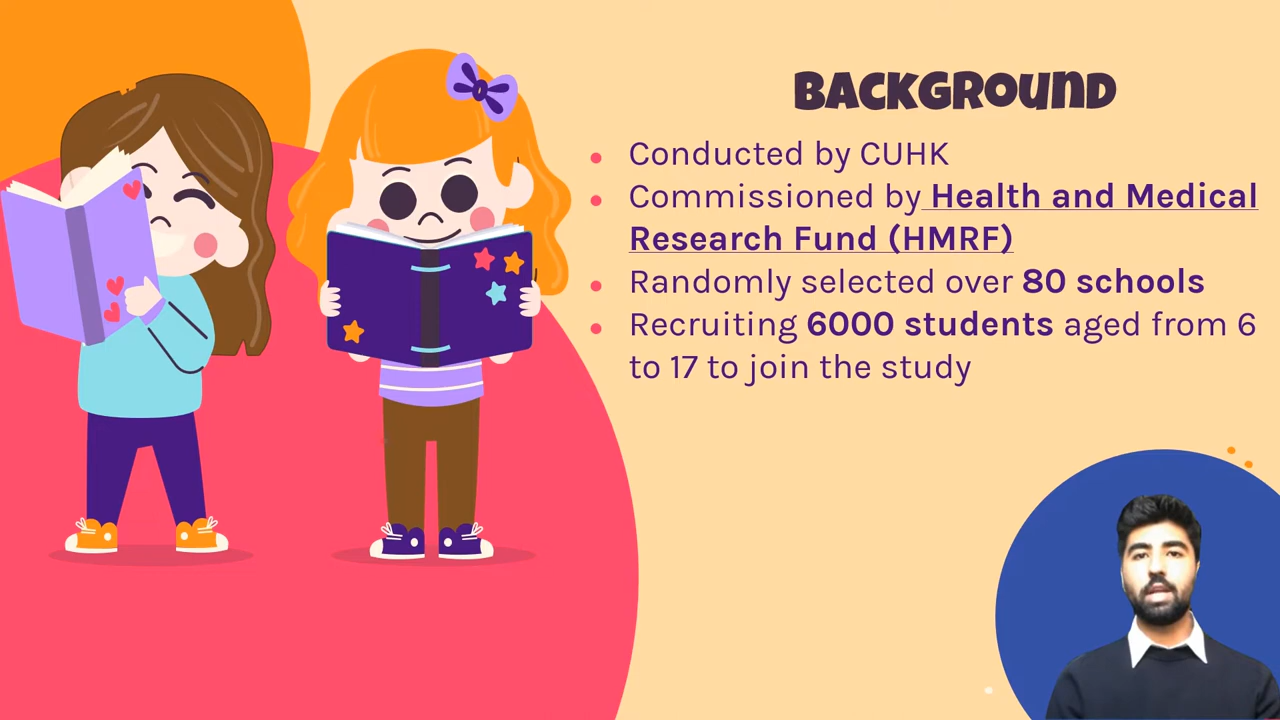 BACKGROUND
Conducted by CUHK
Commissioned by Health and Medical
Research Fund (HMRF)
Randomly selected over 80 schools
Recruiting 6000 students aged from 6
to 17 to join the study